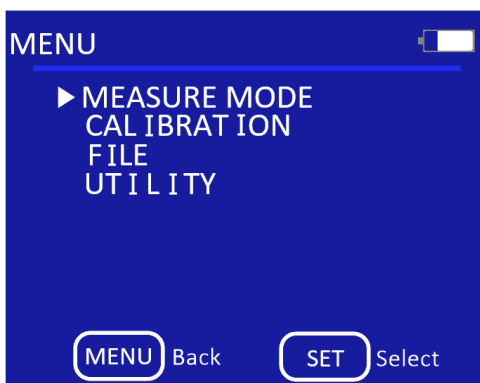 MENU
MEASURE MODE
CALIBRATION
FILE
UTILITY
MENU Back SET Select